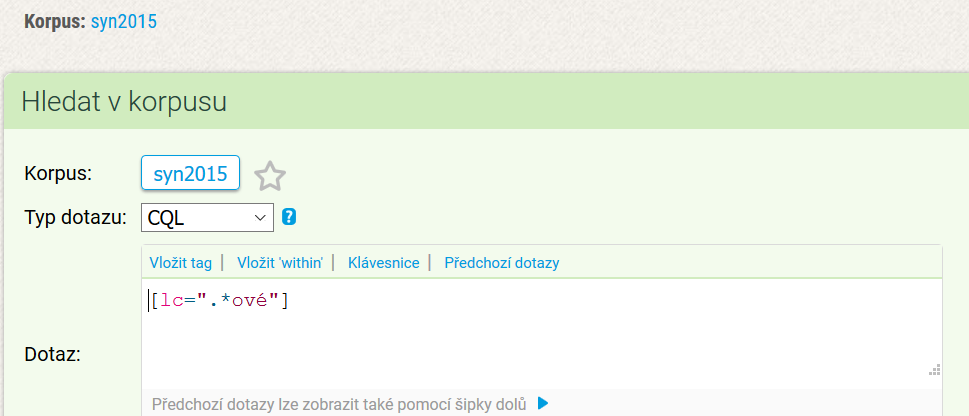 Korpus: syn2015
Hledat v korpusu
Korpus: syn2015
Typ dotazu: CQL ?
Vložit tag | Vložit 'within' | Klávesnice | Předchozí dotazy
[lc=".*ové"]
Dotaz:
Předchozí dotazy lze zobrazit také pomocí šipky dolů